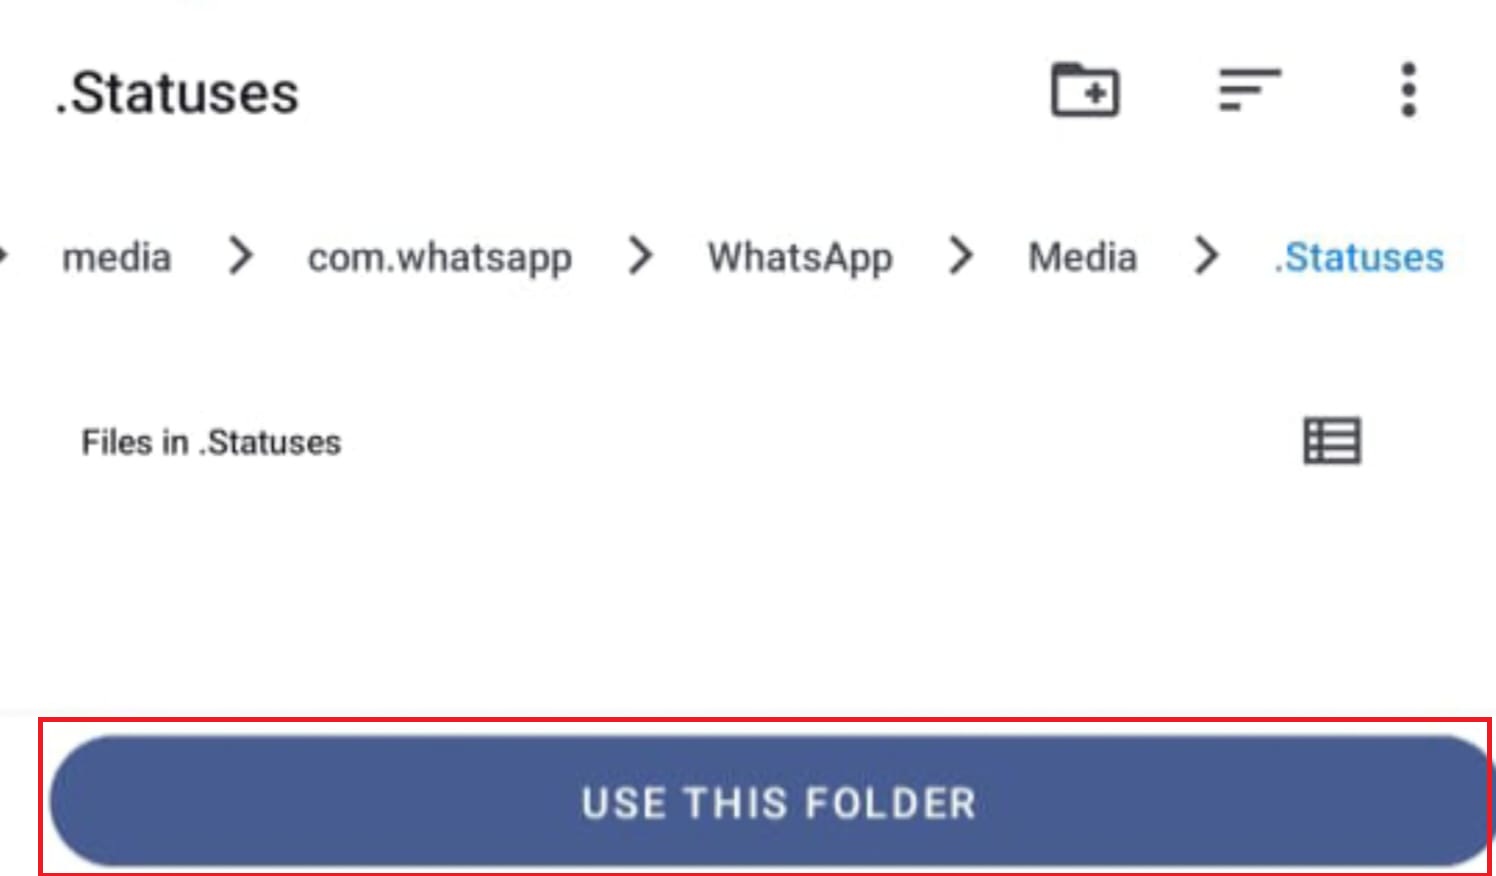 .Statuses
media > com.whatsapp > WhatsApp > Media > .Statuses
Files in .Statuses
USE THIS FOLDER